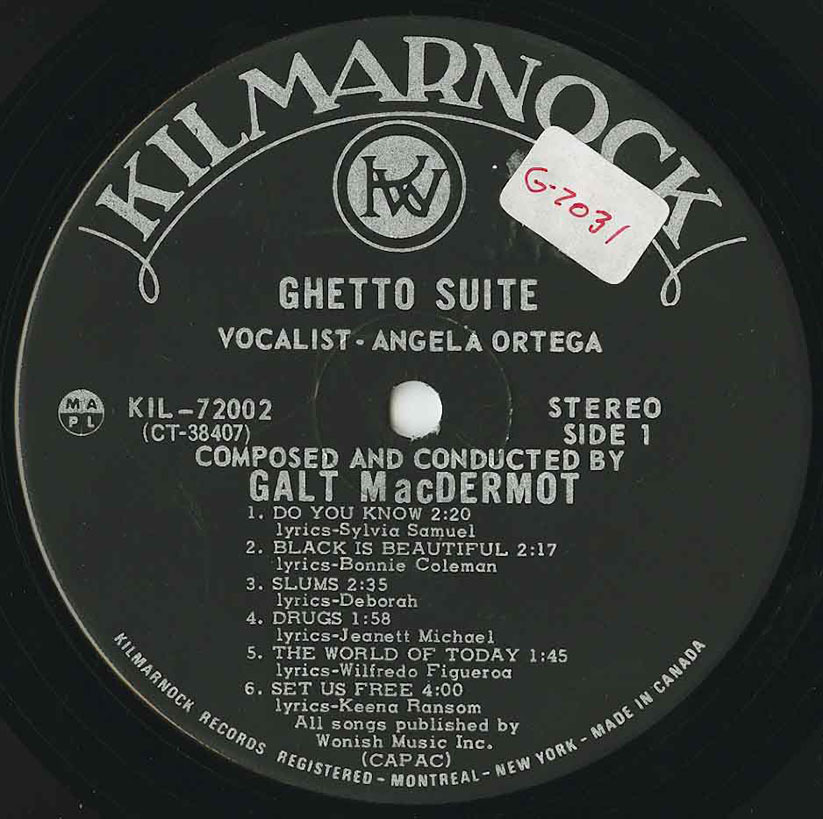 KILMARNOCK
KW
G-2031
GHETTO SUITE
VOCALIST - ANGELA ORTEGA
MAPL
KIL-72002
(CT-38407)
STEREO
SIDE 1
COMPOSED AND CONDUCTED BY
GALT MacDERMOT
1. DO YOU KNOW 2:20
lyrics-Sylvia Samuel
2. BLACK IS BEAUTIFUL 2:17
lyrics-Bonnie Coleman
3. SLUMS 2:35
lyrics-Deborah
4. DRUGS 1:58
lyrics-Jeanett Michael
5. THE WORLD OF TODAY 1:45
lyrics-Wilfredo Figueroa
6. SET US FREE 4:00
lyrics-Keena Ransom
All songs published by
Wonish Music Inc.
(CAPAC)
KILMARNOCK RECORDS REGISTERED - MONTREAL - NEW YORK - MADE IN CANADA